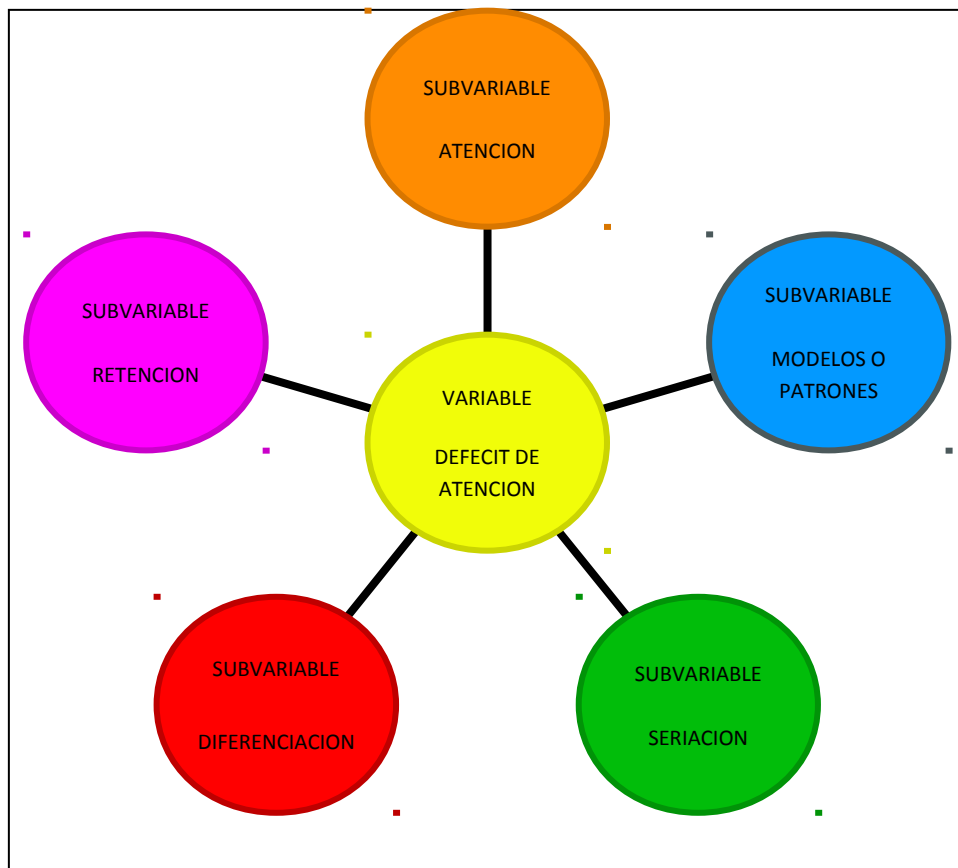 SUBVARIABLE
ATENCION
SUBVARIABLE
RETENCION
SUBVARIABLE
MODELOS O
PATRONES
VARIABLE
DEFECIT DE
ATENCION
SUBVARIABLE
DIFERENCIACION
SUBVARIABLE
SERIACION